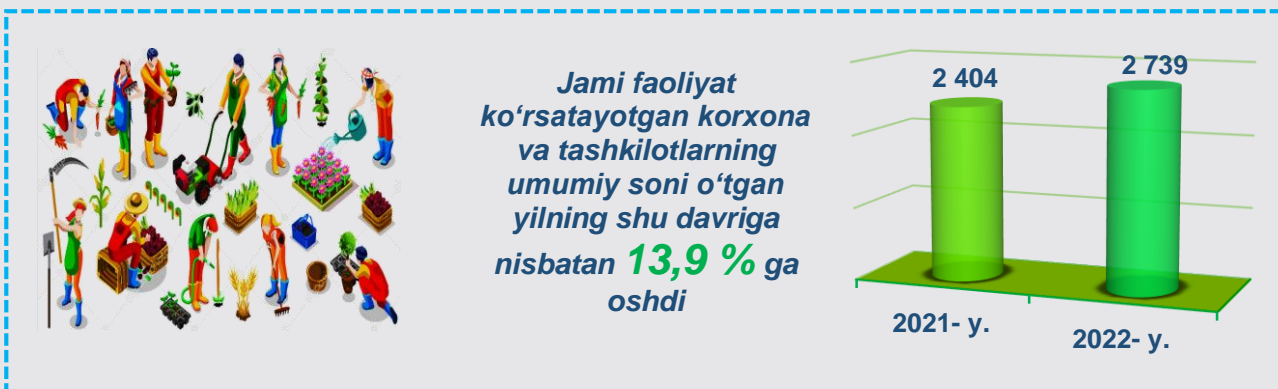 Jami faoliyat
ko‘rsatayotgan korxona
va tashkilotlarning
umumiy soni o‘tgan
yilning shu davriga
nisbatan 13,9 % ga
oshdi
2 404
2 739
2021- y.
2022- y.